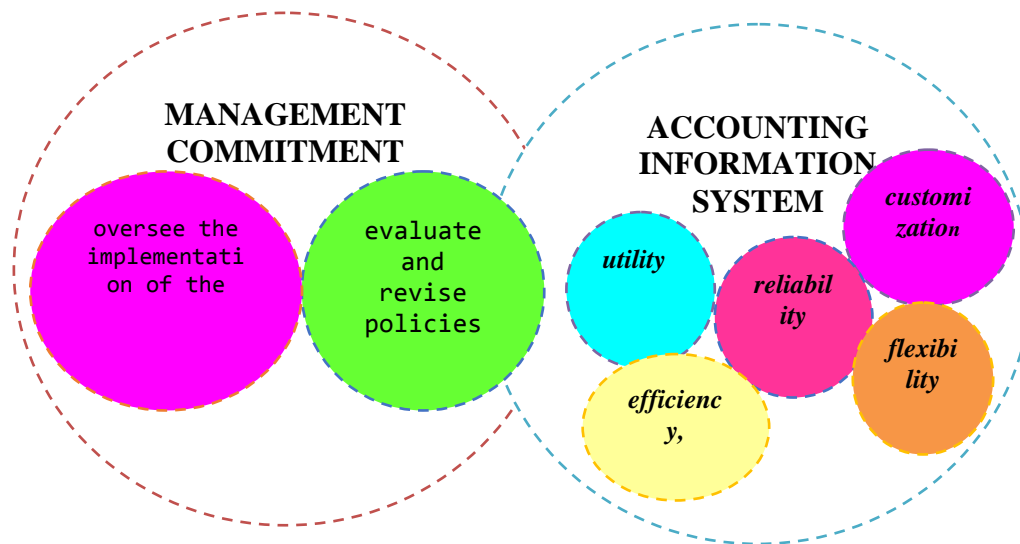 MANAGEMENT
COMMITMENT
oversee the
implementati
on of the
evaluate
and
revise
policies
ACCOUNTING
INFORMATION
SYSTEM
utility
reliabil
ity
customi
zation
efficienc
y,
flexibi
lity